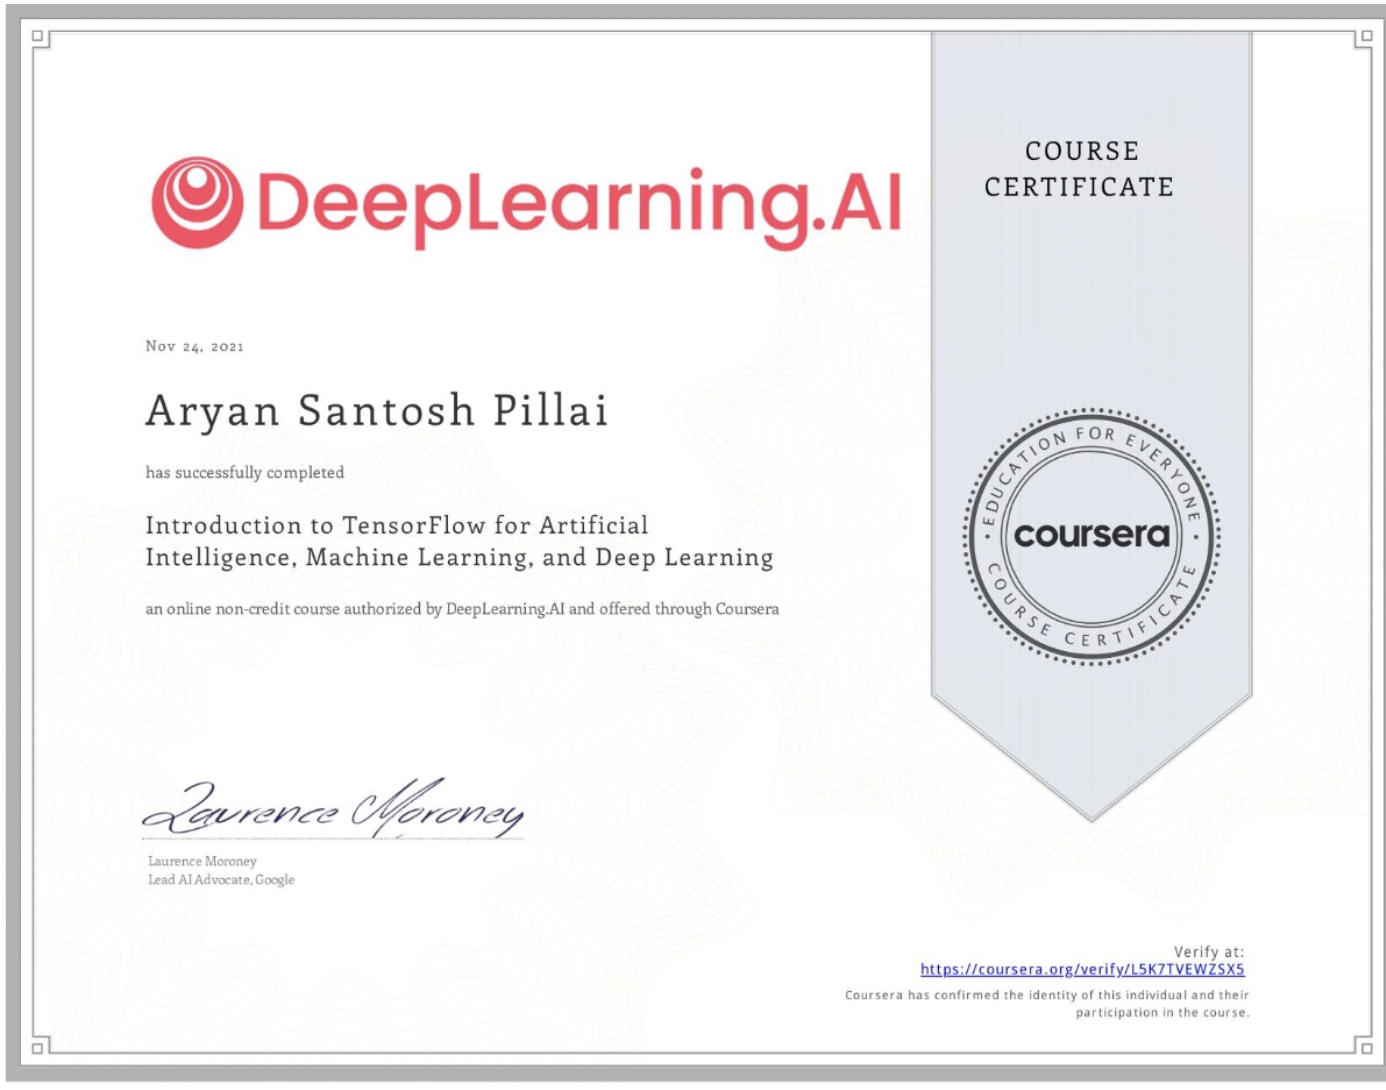 DeepLearning.AI
COURSE
CERTIFICATE
Nov 24, 2021
Aryan Santosh Pillai
has successfully completed
Introduction to TensorFlow for Artificial
Intelligence, Machine Learning, and Deep Learning
an online non-credit course authorized by DeepLearning.AI and offered through Coursera
EDUCATION FOR EVERYONE
coursera
COURSE CERTIFICATE
Laurence Moroney
Laurence Moroney
Lead AI Advocate, Google
Verify at:
https://coursera.org/verify/L5K7TVEWZSX5
Coursera has confirmed the identity of this individual and their
participation in the course.